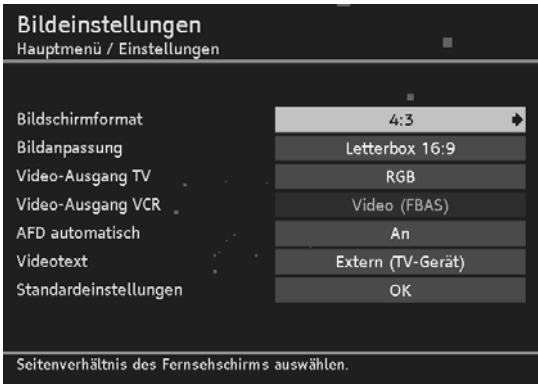 Bildeinstellungen
Hauptmenü / Einstellungen
Bildschirmformat 4:3
Bildanpassung Letterbox 16:9
Video-Ausgang TV RGB
Video-Ausgang VCR Video (FBAS)
AFD automatisch An
Videotext Extern (TV-Gerät)
Standardeinstellungen OK
Seitenverhältnis des Fernsehschirms auswählen.